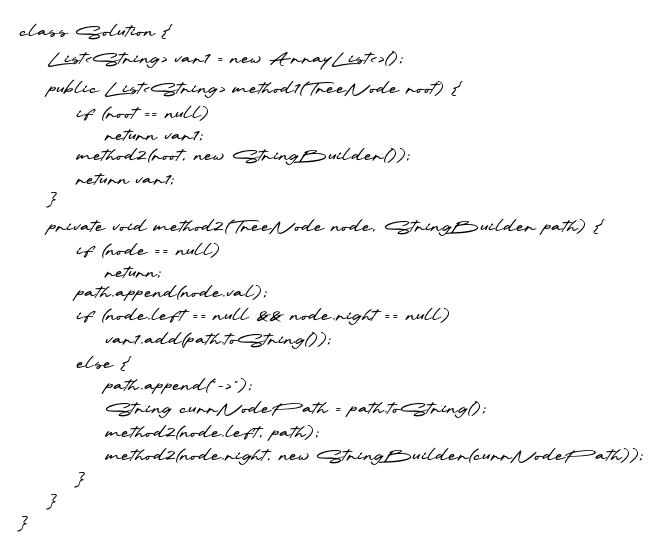 class Solution {
    List<String> var1 = new ArrayList<>();
    public List<String> method1(TreeNode root) {
        if (root == null)
            return var1;
        method2(root, new StringBuilder());
        return var1;
    }
    private void method2(TreeNode node, StringBuilder path) {
        if (node == null)
            return;
        path.append(node.val);
        if (node.left == null && node.right == null)
            var1.add(path.toString());
        else {
            path.append("->");
            String currNodePath = path.toString();
            method2(node.left, path);
            method2(node.right, new StringBuilder(currNodePath));
        }
    }
}